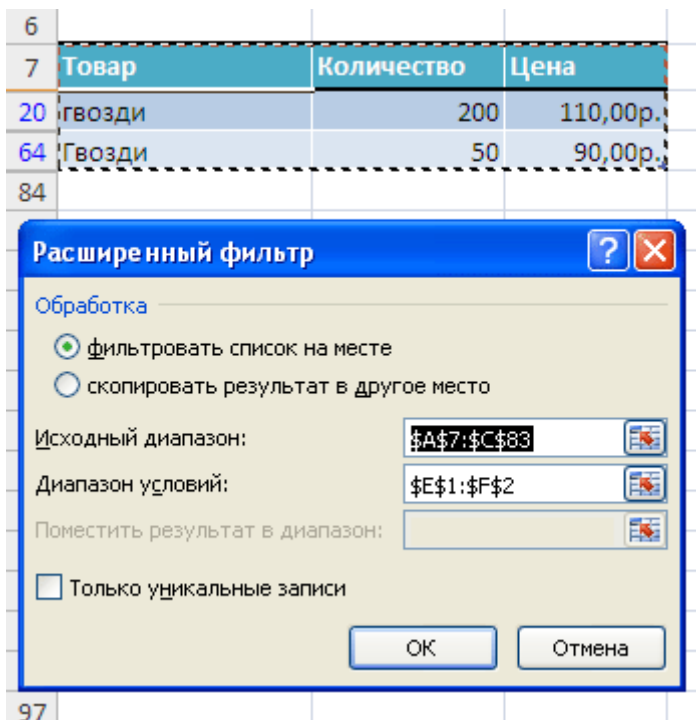 6
7 Товар Количество Цена
20 гвозди 200 110,00р.
64 Гвозди 50 90,00р.
84
Расширенный фильтр ?
Обработка
фильтровать список на месте
скопировать результат в другое место
Исходный диапазон: $A$7:$C$83
Диапазон условий: $E$1:$F$2
Поместить результат в диапазон:
Только уникальные записи
ОК Отмена
97